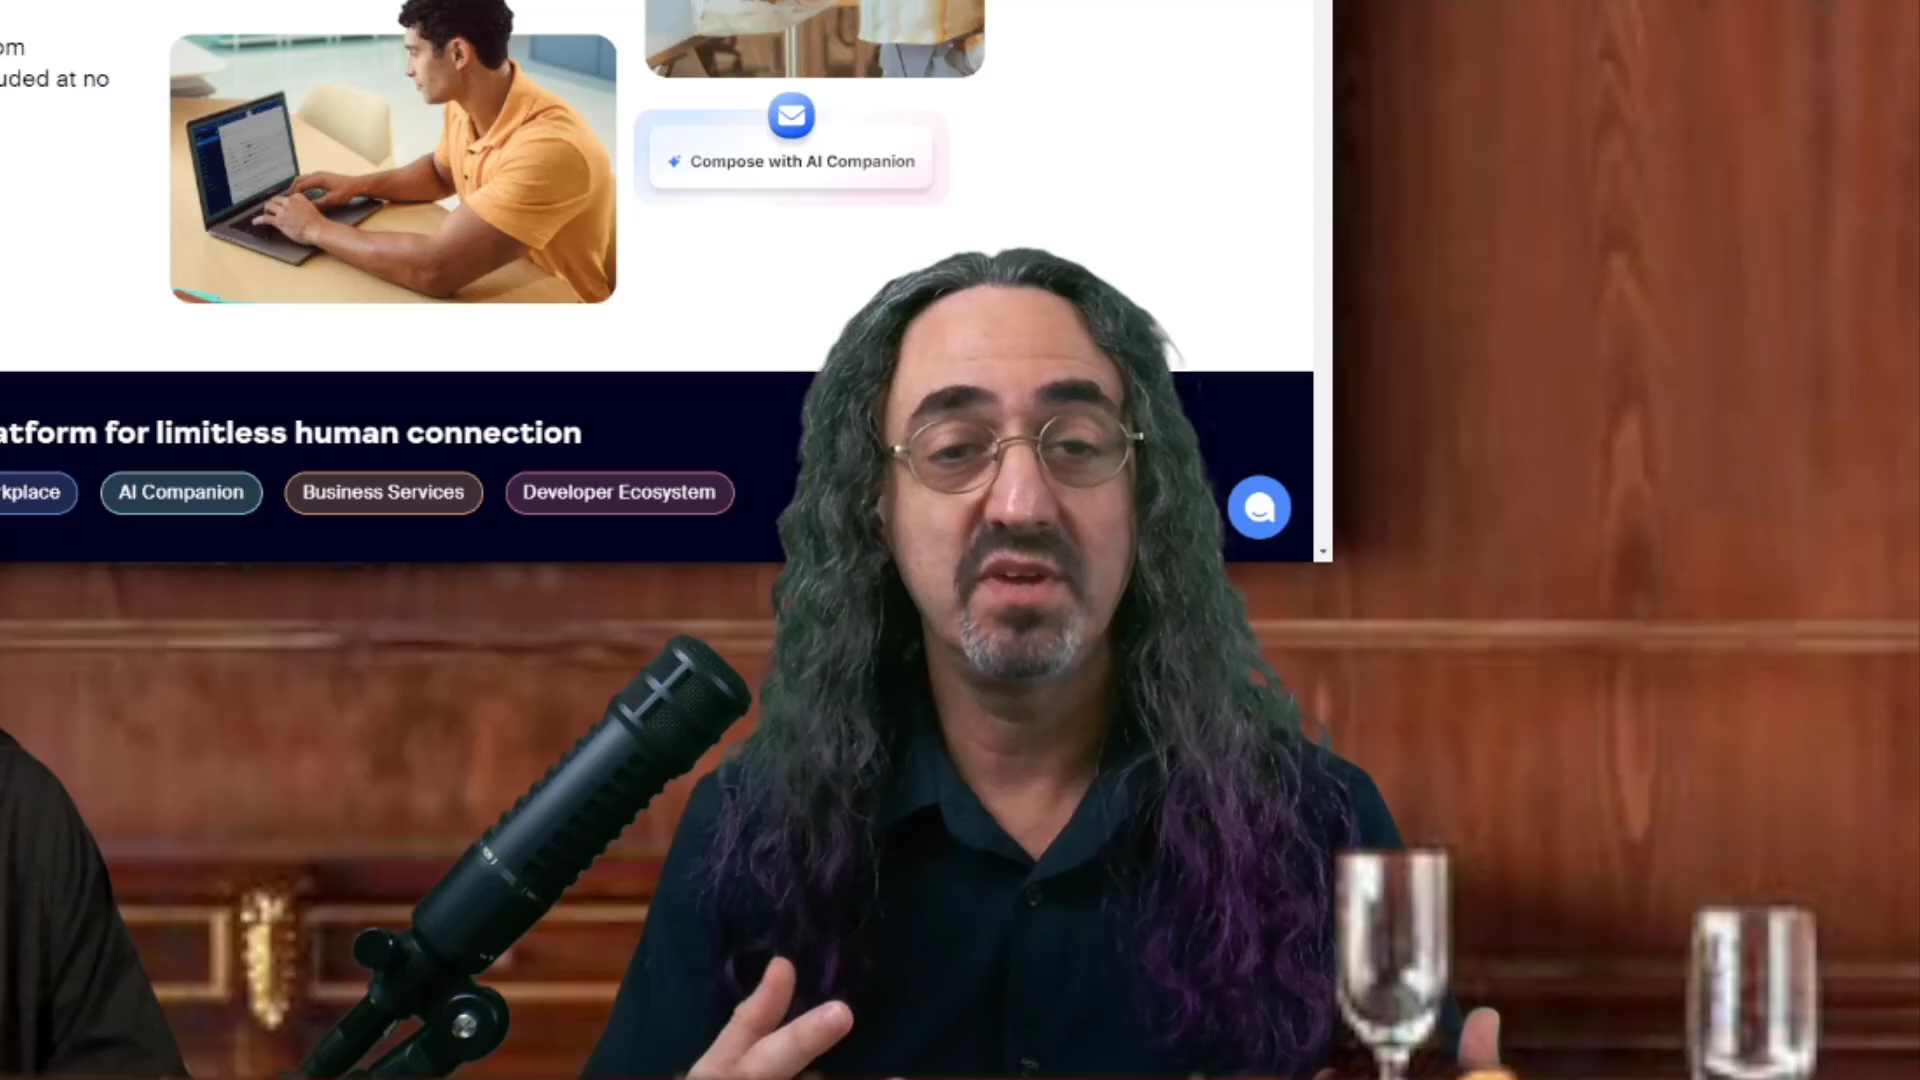 om
uded at no
Compose with AI Companion
atform for limitless human connection
kplace
AI Companion
Business Services
Developer Ecosystem